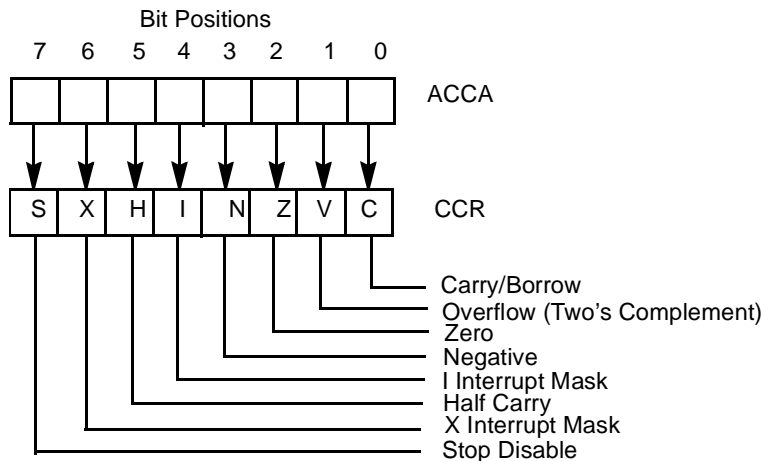 Bit Positions
7 6 5 4 3 2 1 0
ACCA
S X H I N Z V C CCR
Carry/Borrow
Overflow (Two's Complement)
Zero
Negative
I Interrupt Mask
Half Carry
X Interrupt Mask
Stop Disable